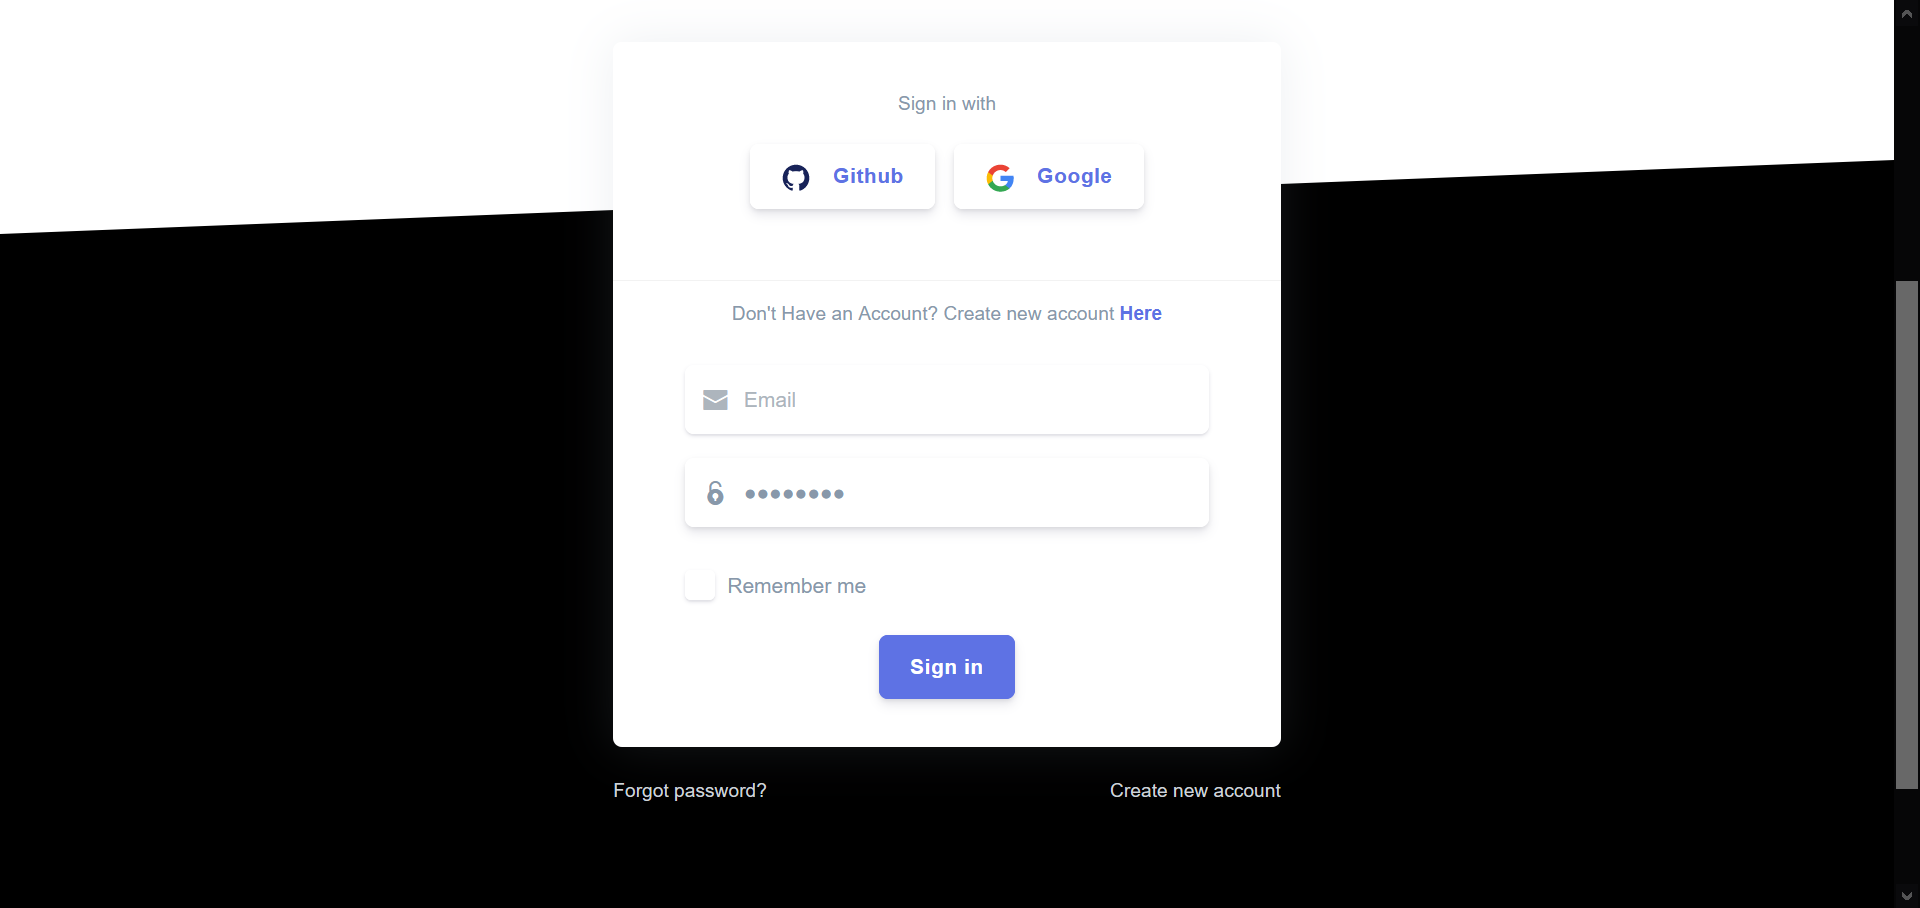 Sign in with
Github Google
Don't Have an Account? Create new account Here
Email
••••••••
Remember me
Sign in
Forgot password? Create new account